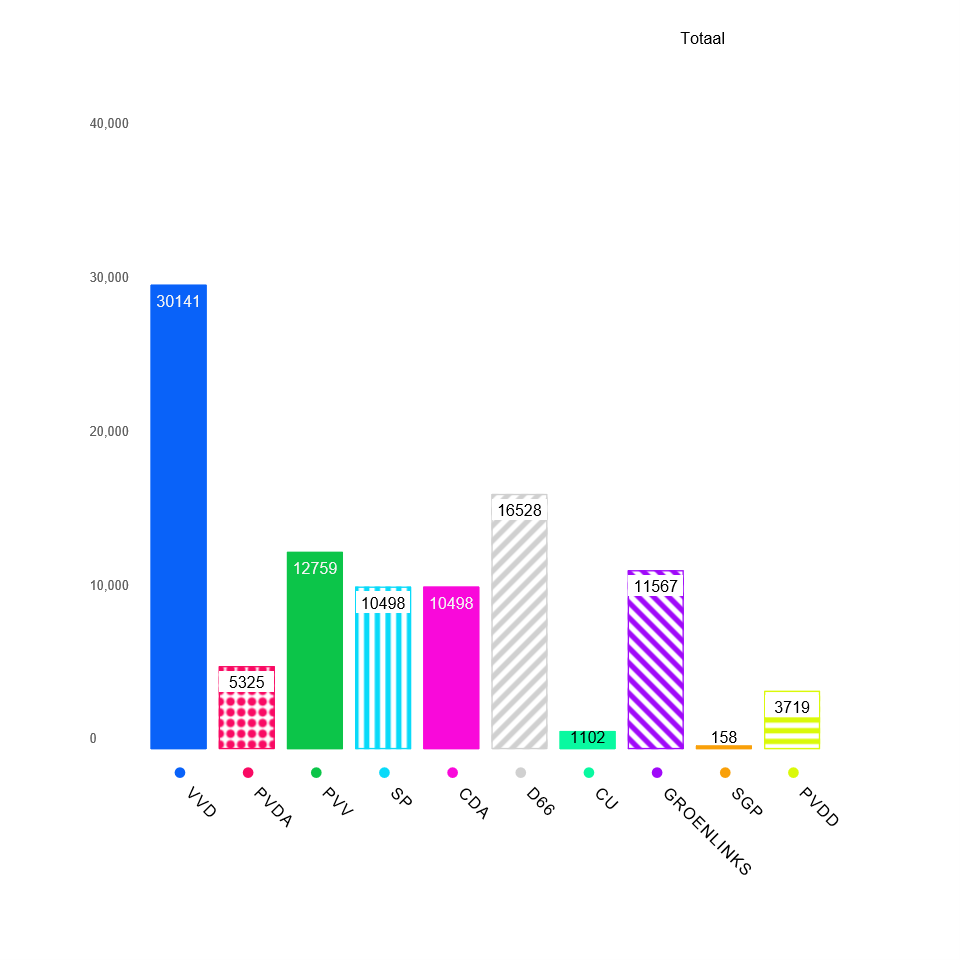 Totaal
40,000
30,000
20,000
10,000
0
30141
5325
12759
10498
10498
16528
1102
11567
158
3719
VVD
PVDA
PVV
SP
CDA
D66
CU
GROENLINKS
SGP
PVDD